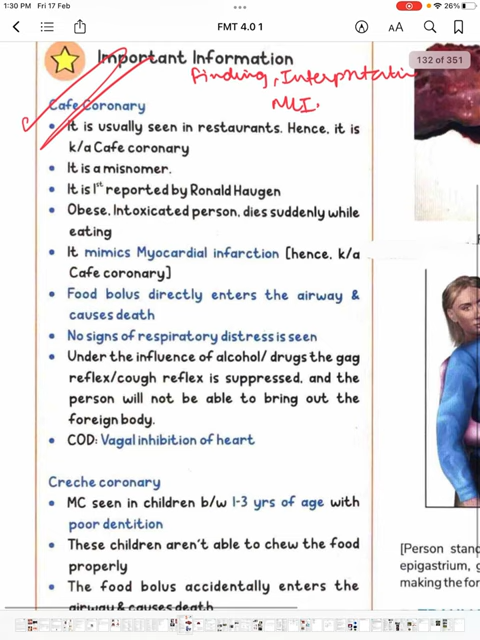 1:30 PM Fri 17 Feb
26%
FMT 4.0 1
AA
132 of 351
Important Information
Finding, Interpretation
MLI.
Cafe Coronary
It is usually seen in restaurants. Hence, it is
k/a Cafe coronary
It is a misnomer.
It is 1st reported by Ronald Haugen
Obese, Intoxicated person, dies suddenly while
eating
It mimics Myocardial infarction [hence, k/a
Cafe coronary]
Food bolus directly enters the airway &
causes death
No signs of respiratory distress is seen
Under the influence of alcohol/ drugs the gag
reflex/cough reflex is suppressed, and the
person will not be able to bring out the
foreign body.
COD: Vagal inhibition of heart
Creche coronary
MC seen in children b/w 1-3 yrs of age with
poor dentition
These children aren't able to chew the food
properly
The food bolus accidentally enters the
airway & causes death
[Person stand
epigastrium, g
making the for